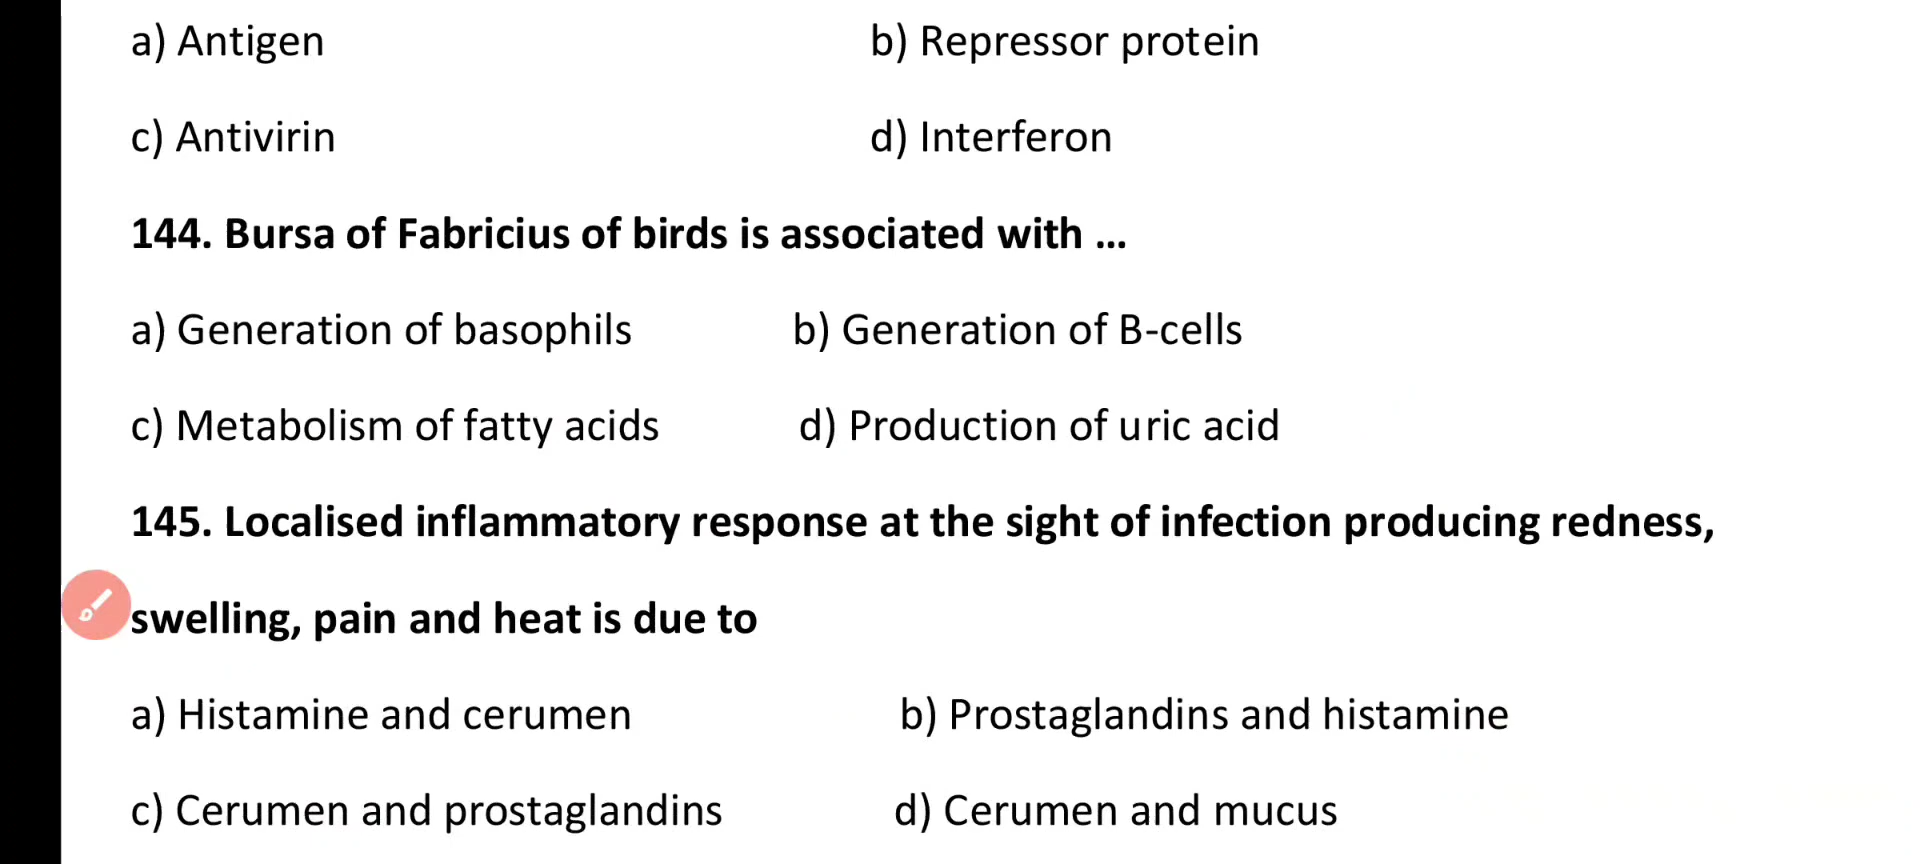 a) Antigen b) Repressor protein
c) Antivirin d) Interferon
144. Bursa of Fabricius of birds is associated with ...
a) Generation of basophils b) Generation of B-cells
c) Metabolism of fatty acids d) Production of uric acid
145. Localised inflammatory response at the sight of infection producing redness,
swelling, pain and heat is due to
a) Histamine and cerumen b) Prostaglandins and histamine
c) Cerumen and prostaglandins d) Cerumen and mucus